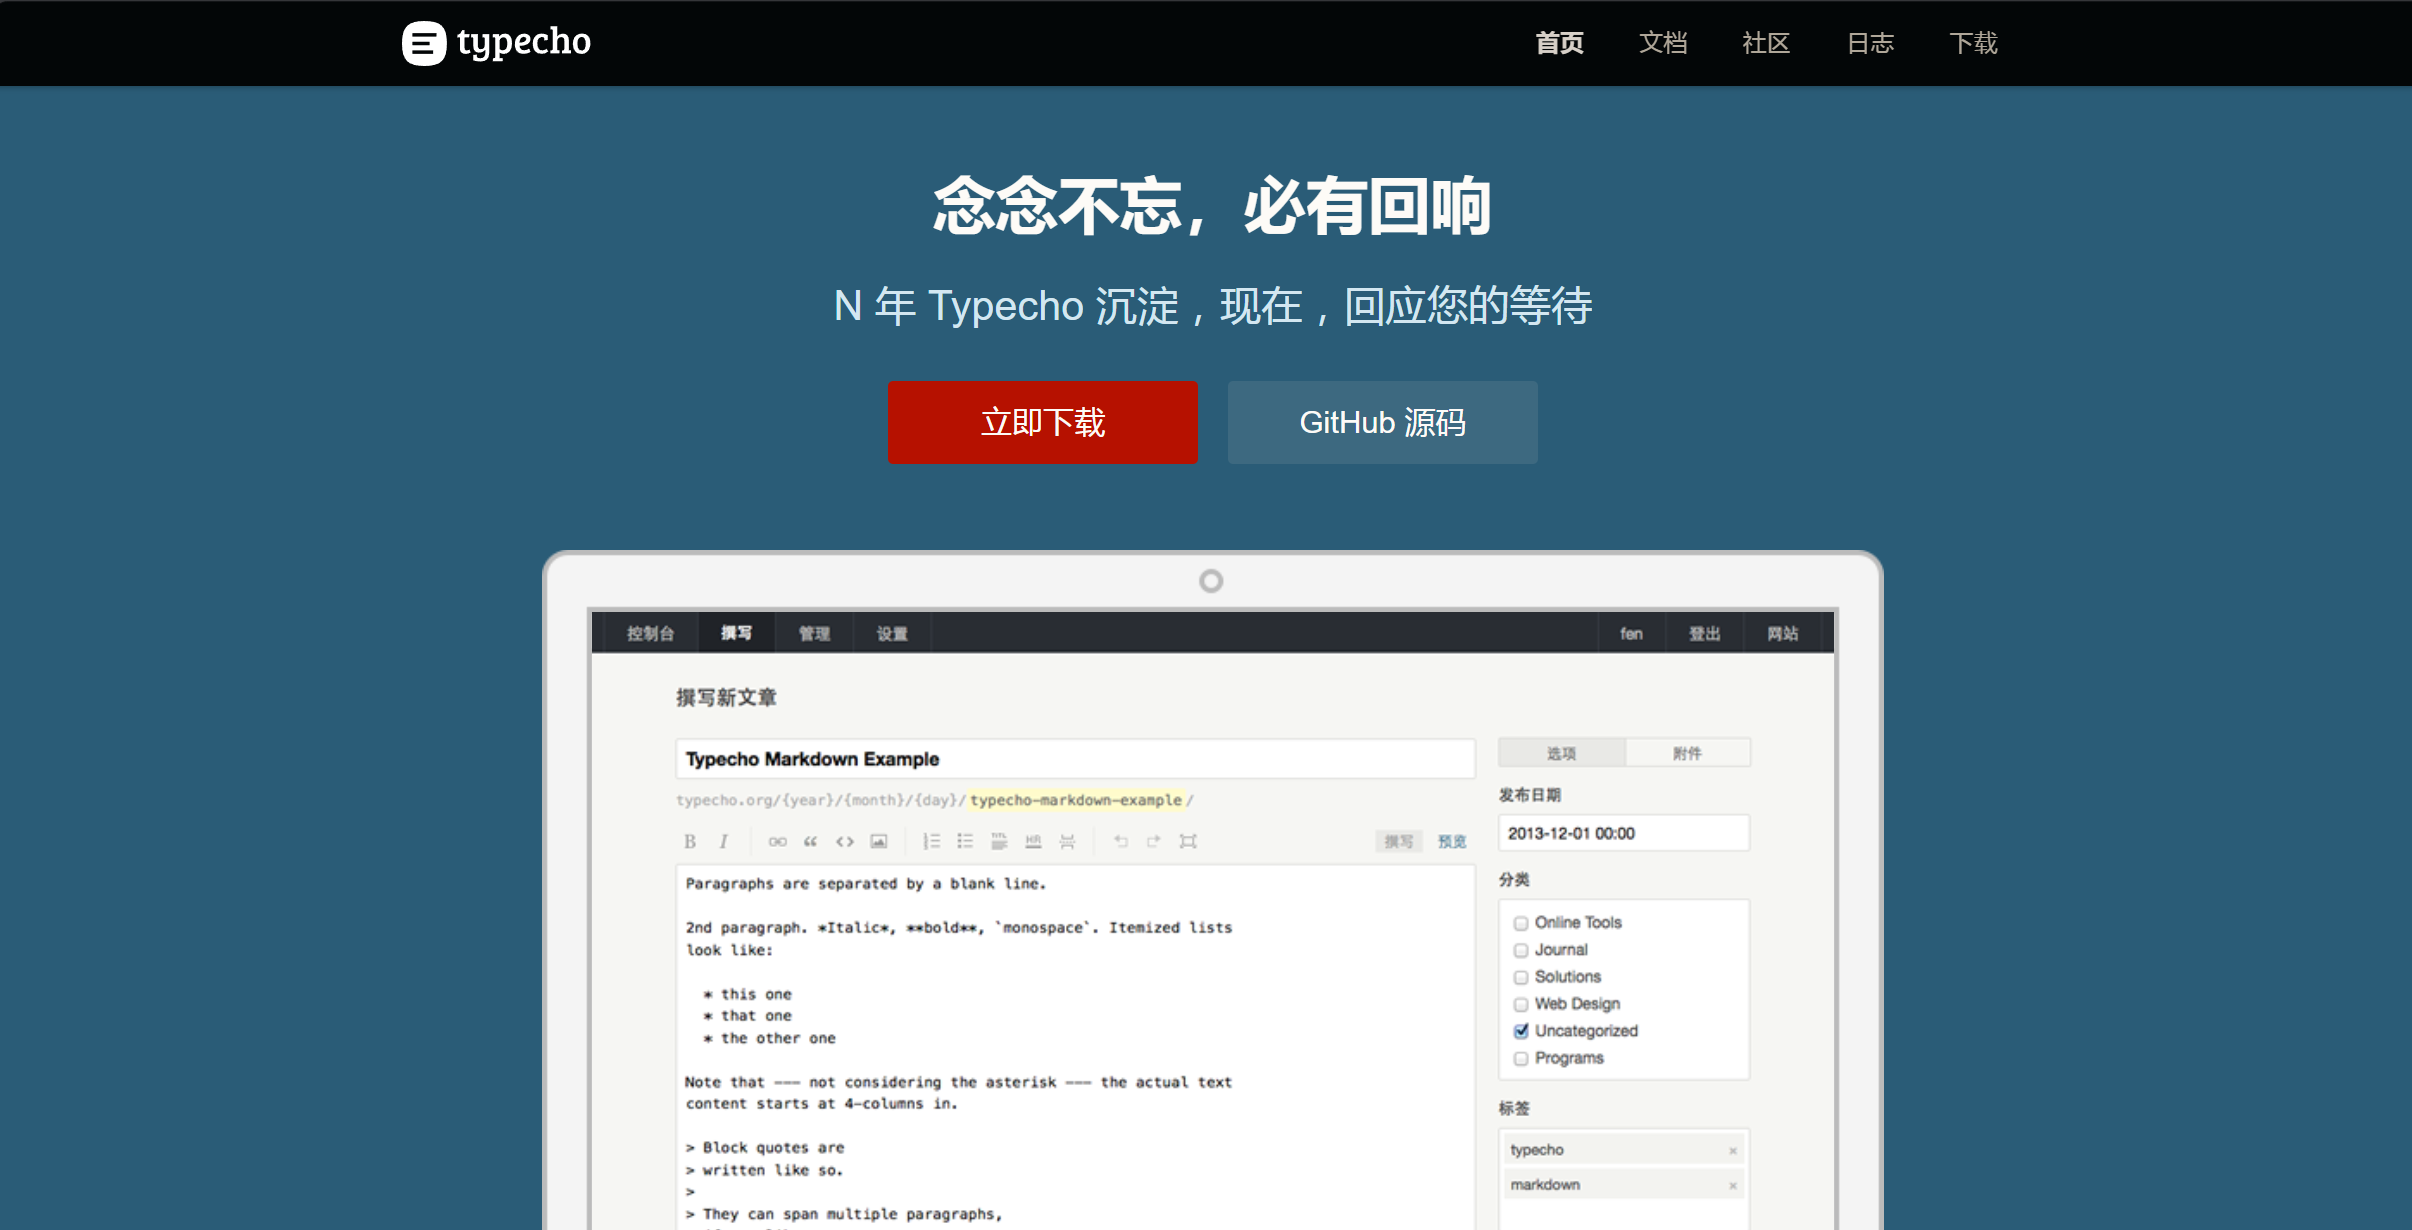 typecho
首页 文档 社区 日志 下载
念念不忘，必有回响
N 年 Typecho 沉淀，现在，回应您的等待
立即下载 GitHub 源码
控制台 撰写 管理 设置 fen 登出 网站
撰写新文章
Typecho Markdown Example
typecho.org/{year}/{month}/{day}/typecho-markdown-example/
B I
撰写 预览
Paragraphs are separated by a blank line.
2nd paragraph. *Italic*, **bold**, `monospace`. Itemized lists
look like:
* this one
* that one
* the other one
Note that --- not considering the asterisk --- the actual text
content starts at 4-columns in.
> Block quotes are
> written like so.
>
> They can span multiple paragraphs,
选项 附件
发布日期
2013-12-01 00:00
分类
Online Tools
Journal
Solutions
Web Design
Uncategorized
Programs
标签
typecho ×
markdown ×